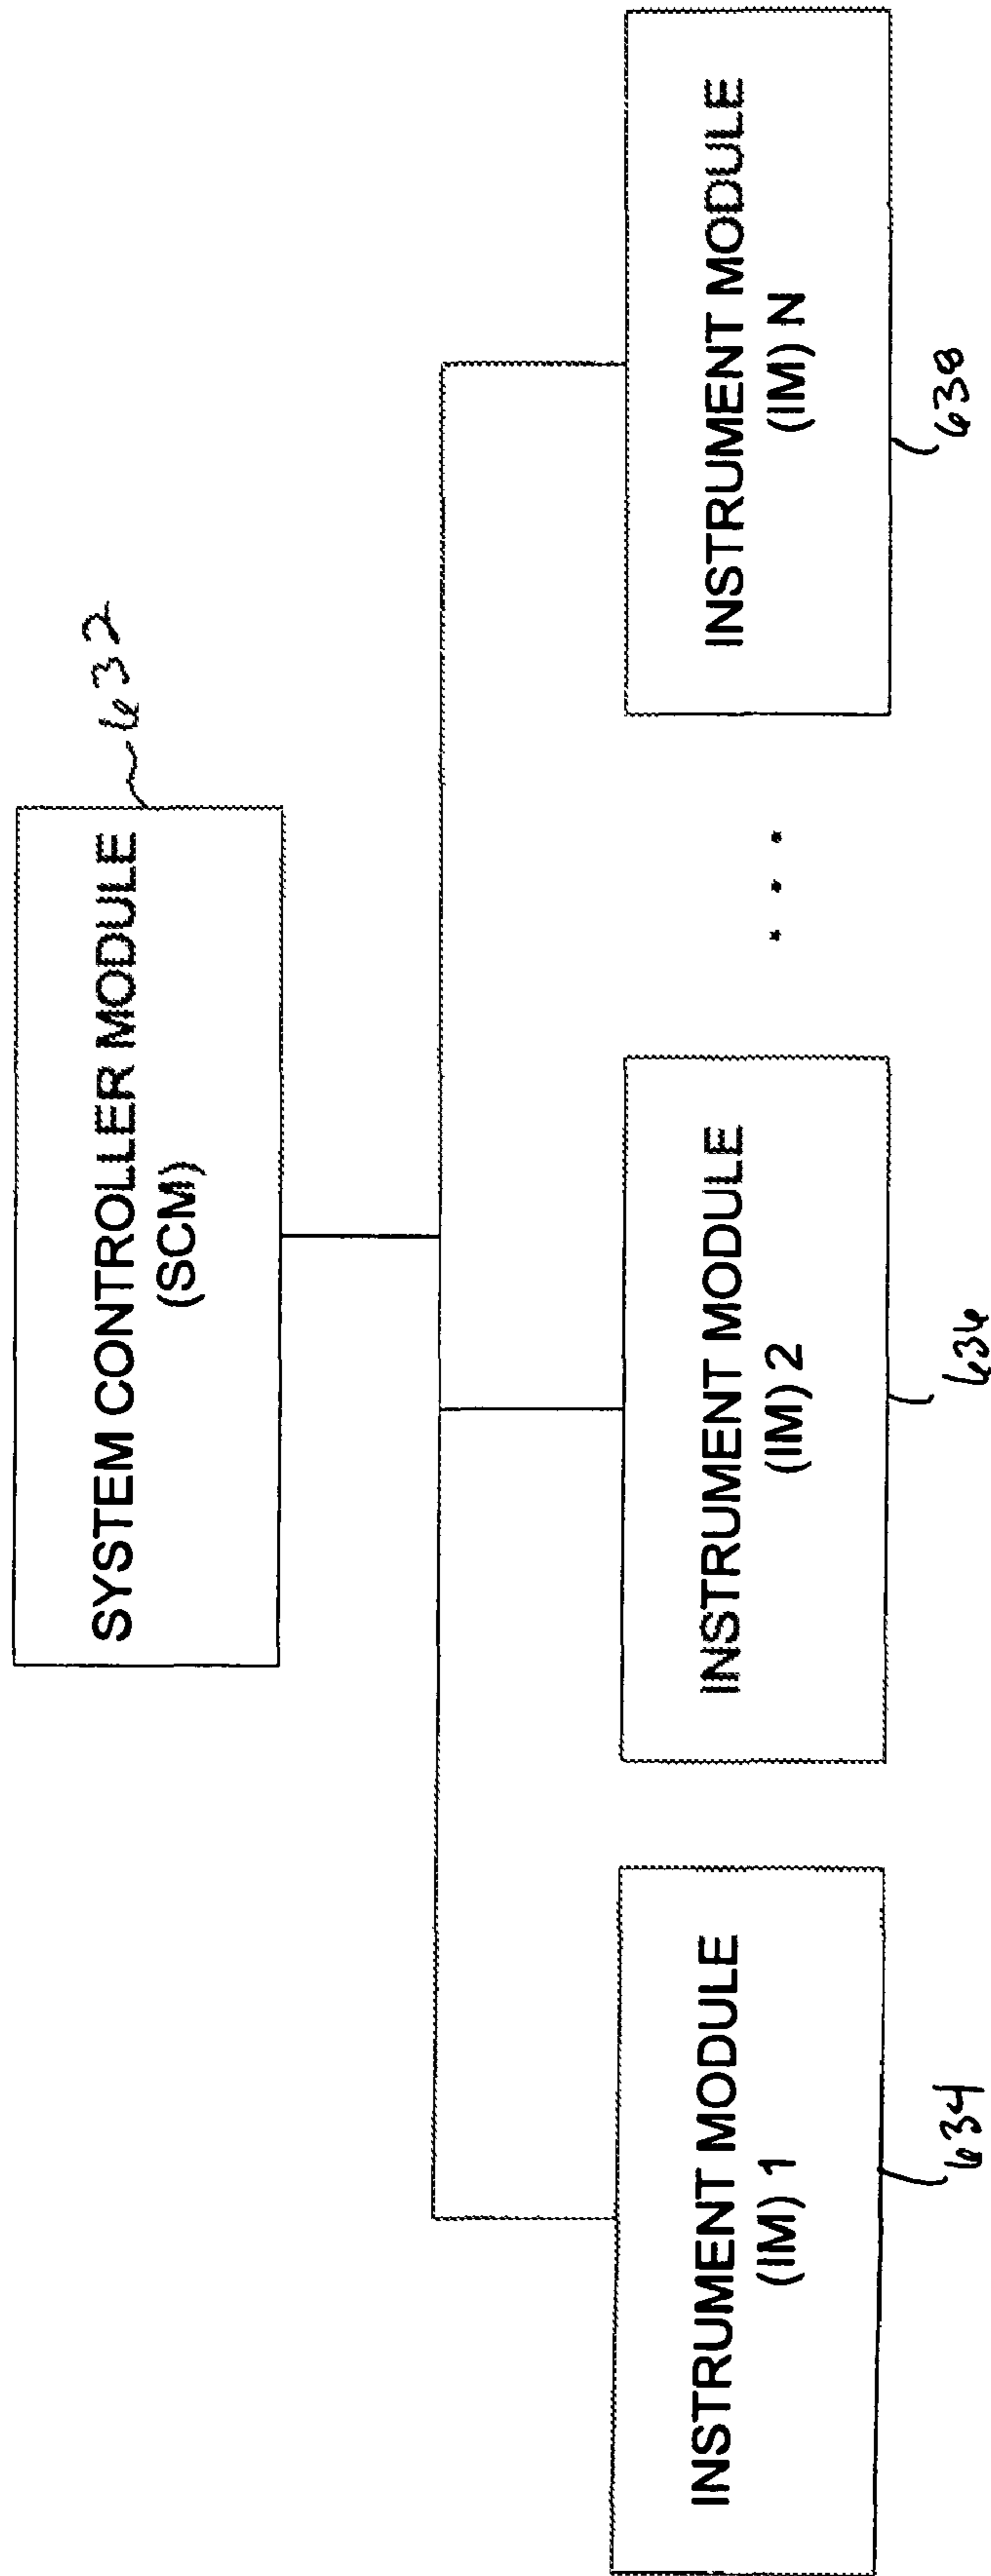 SYSTEM CONTROLLER MODULE
(SCM)
632
INSTRUMENT MODULE
(IM) 1
634
INSTRUMENT MODULE
(IM) 2
636
. . .
INSTRUMENT MODULE
(IM) N
638